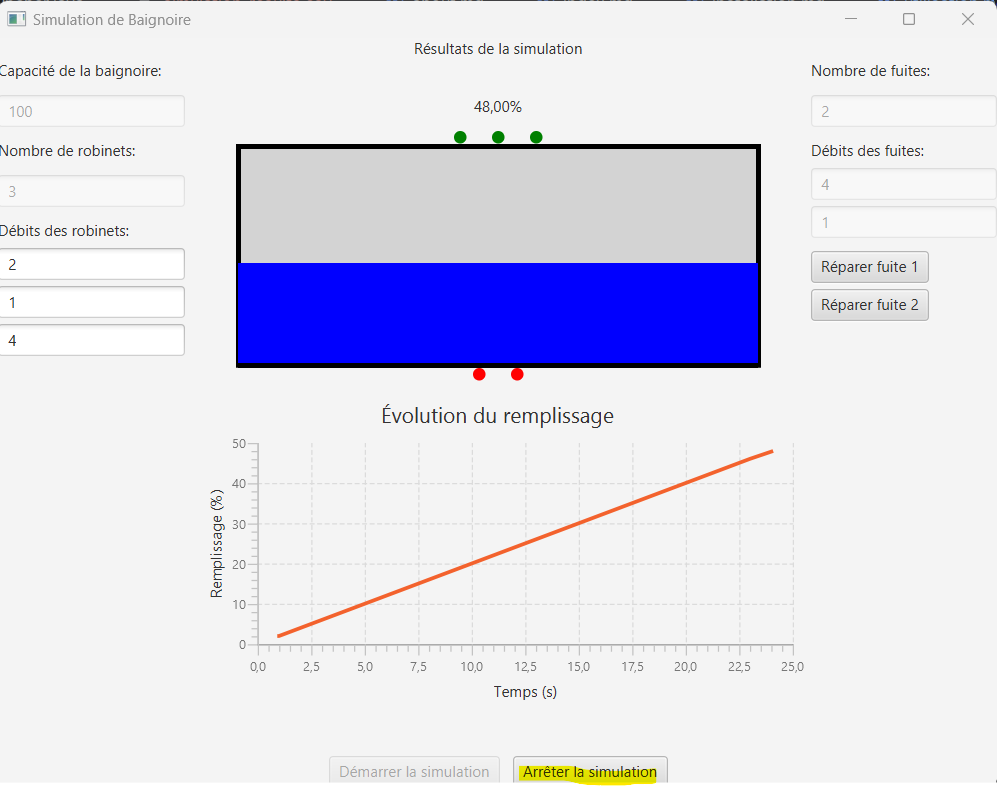 Simulation de Baignoire
Résultats de la simulation
Capacité de la baignoire:
100
Nombre de robinets:
3
Débits des robinets:
2
1
4
48,00%
Nombre de fuites:
2
Débits des fuites:
4
1
Réparer fuite 1
Réparer fuite 2
Évolution du remplissage
Remplissage (%)
50
40
30
20
10
0
0,0 2,5 5,0 7,5 10,0 12,5 15,0 17,5 20,0 22,5 25,0
Temps (s)
Démarrer la simulation
Arrêter la simulation